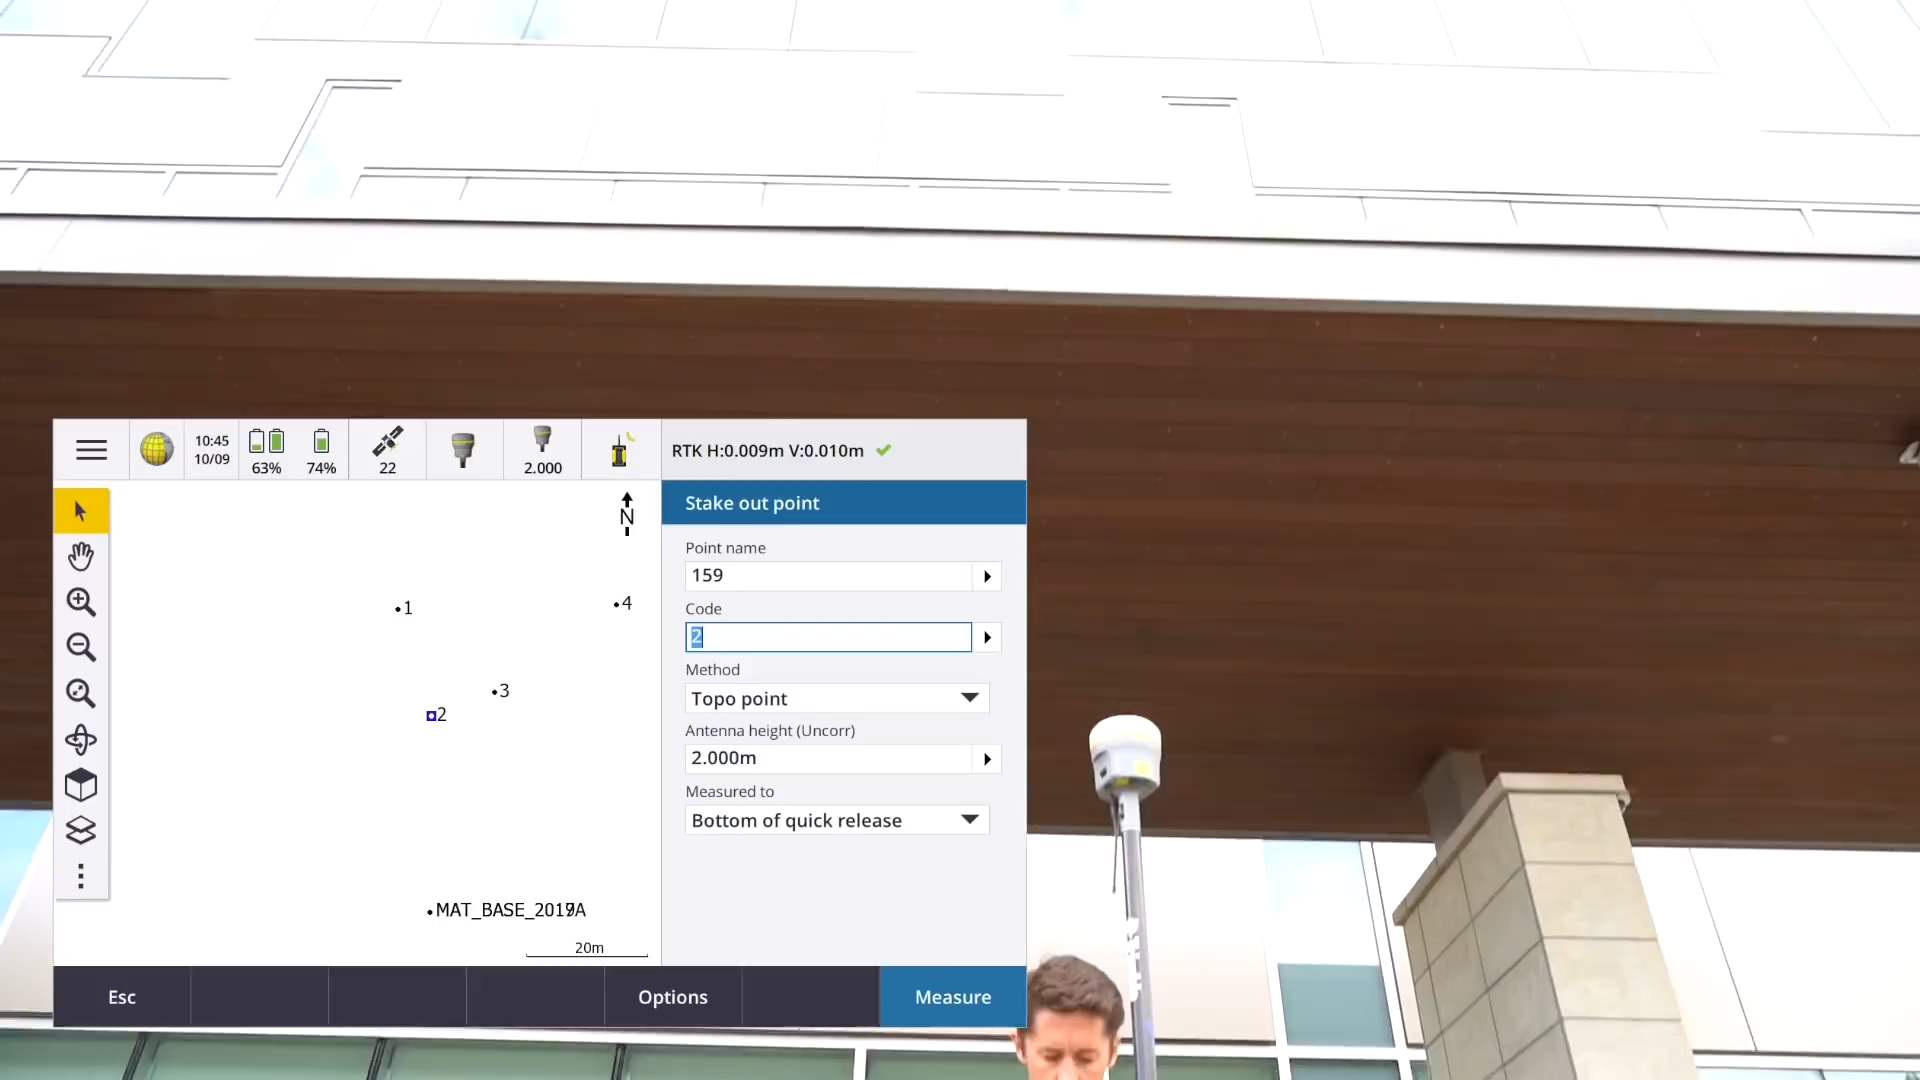 10:45
10/09
63%
74%
22
2.000
RTK H:0.009m V:0.010m
N
1
4
3
2
MAT_BASE_2019A
20m
Stake out point
Point name
159
Code
2
Method
Topo point
Antenna height (Uncorr)
2.000m
Measured to
Bottom of quick release
Esc
Options
Measure